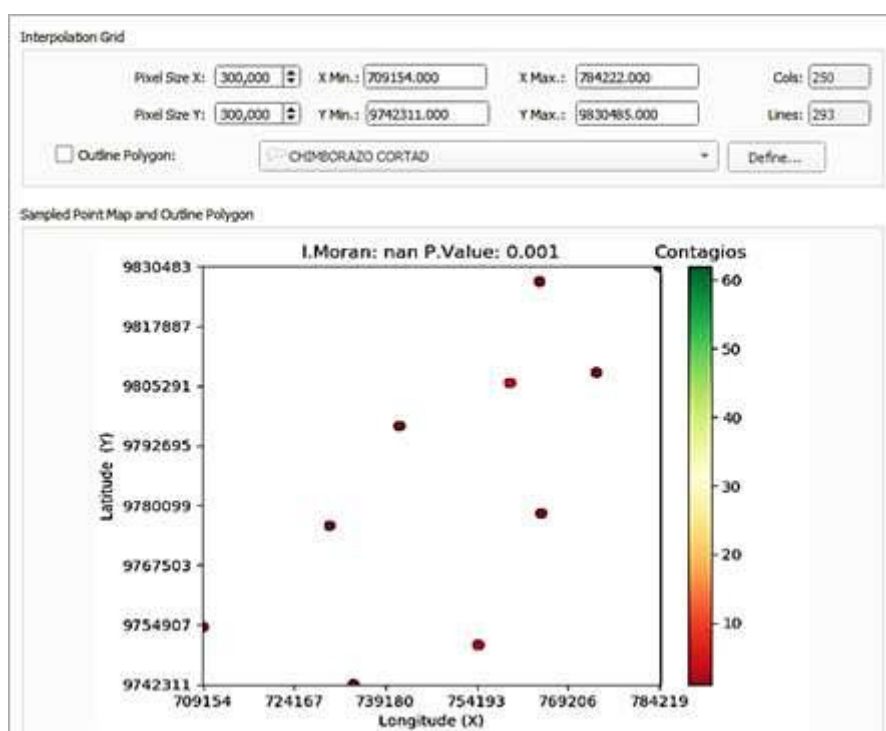 Interpolation Grid
Pixel Size X: 300,000 X Min.: 709154.000 X Max.: 784222.000 Cols: 250
Pixel Size Y: 300,000 Y Min.: 9742311.000 Y Max.: 9830485.000 Lines: 293
Outline Polygon: CHIMBORAZO CORTAD Define...
Sampled Point Map and Outline Polygon
I.Moran: nan P.Value: 0.001 Contagios
9830483
9817887
9805291
9792695
9780099
9767503
9754907
9742311
Latitude (Y)
709154 724167 739180 754193 769206 784219
Longitude (X)
60
50
40
30
20
10